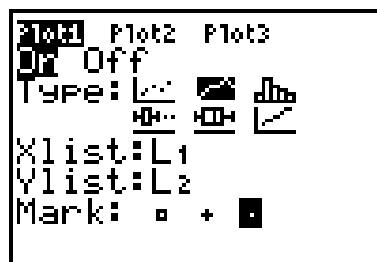 Plot1 Plot2 Plot3
On Off
Type:
Xlist:L₁
Ylist:L₂
Mark: ▫ + ▪